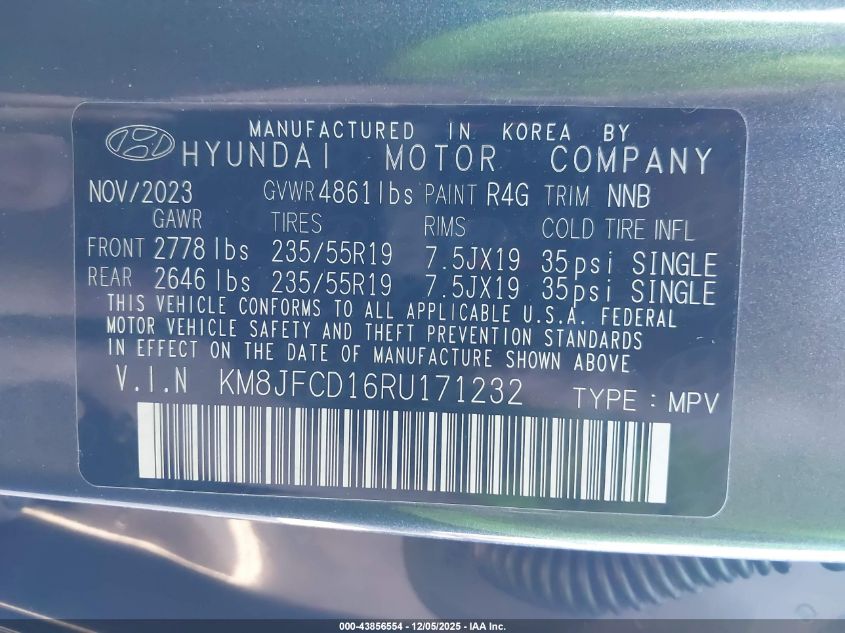 MANUFACTURED IN KOREA BY
HYUNDAI MOTOR COMPANY
NOV/2023 GVWR 4861 lbs PAINT R4G TRIM NNB
GAWR TIRES RIMS COLD TIRE INFL
FRONT 2778 lbs 235/55R19 7.5JX19 35psi SINGLE
REAR 2646 lbs 235/55R19 7.5JX19 35psi SINGLE
THIS VEHICLE CONFORMS TO ALL APPLICABLE U.S.A. FEDERAL
MOTOR VEHICLE SAFETY AND THEFT PREVENTION STANDARDS
IN EFFECT ON THE DATE OF MANUFACTURE SHOWN ABOVE
V.I.N KM8JFCD16RU171232 TYPE : MPV
000-43856554 - 12/05/2025 - IAA Inc.